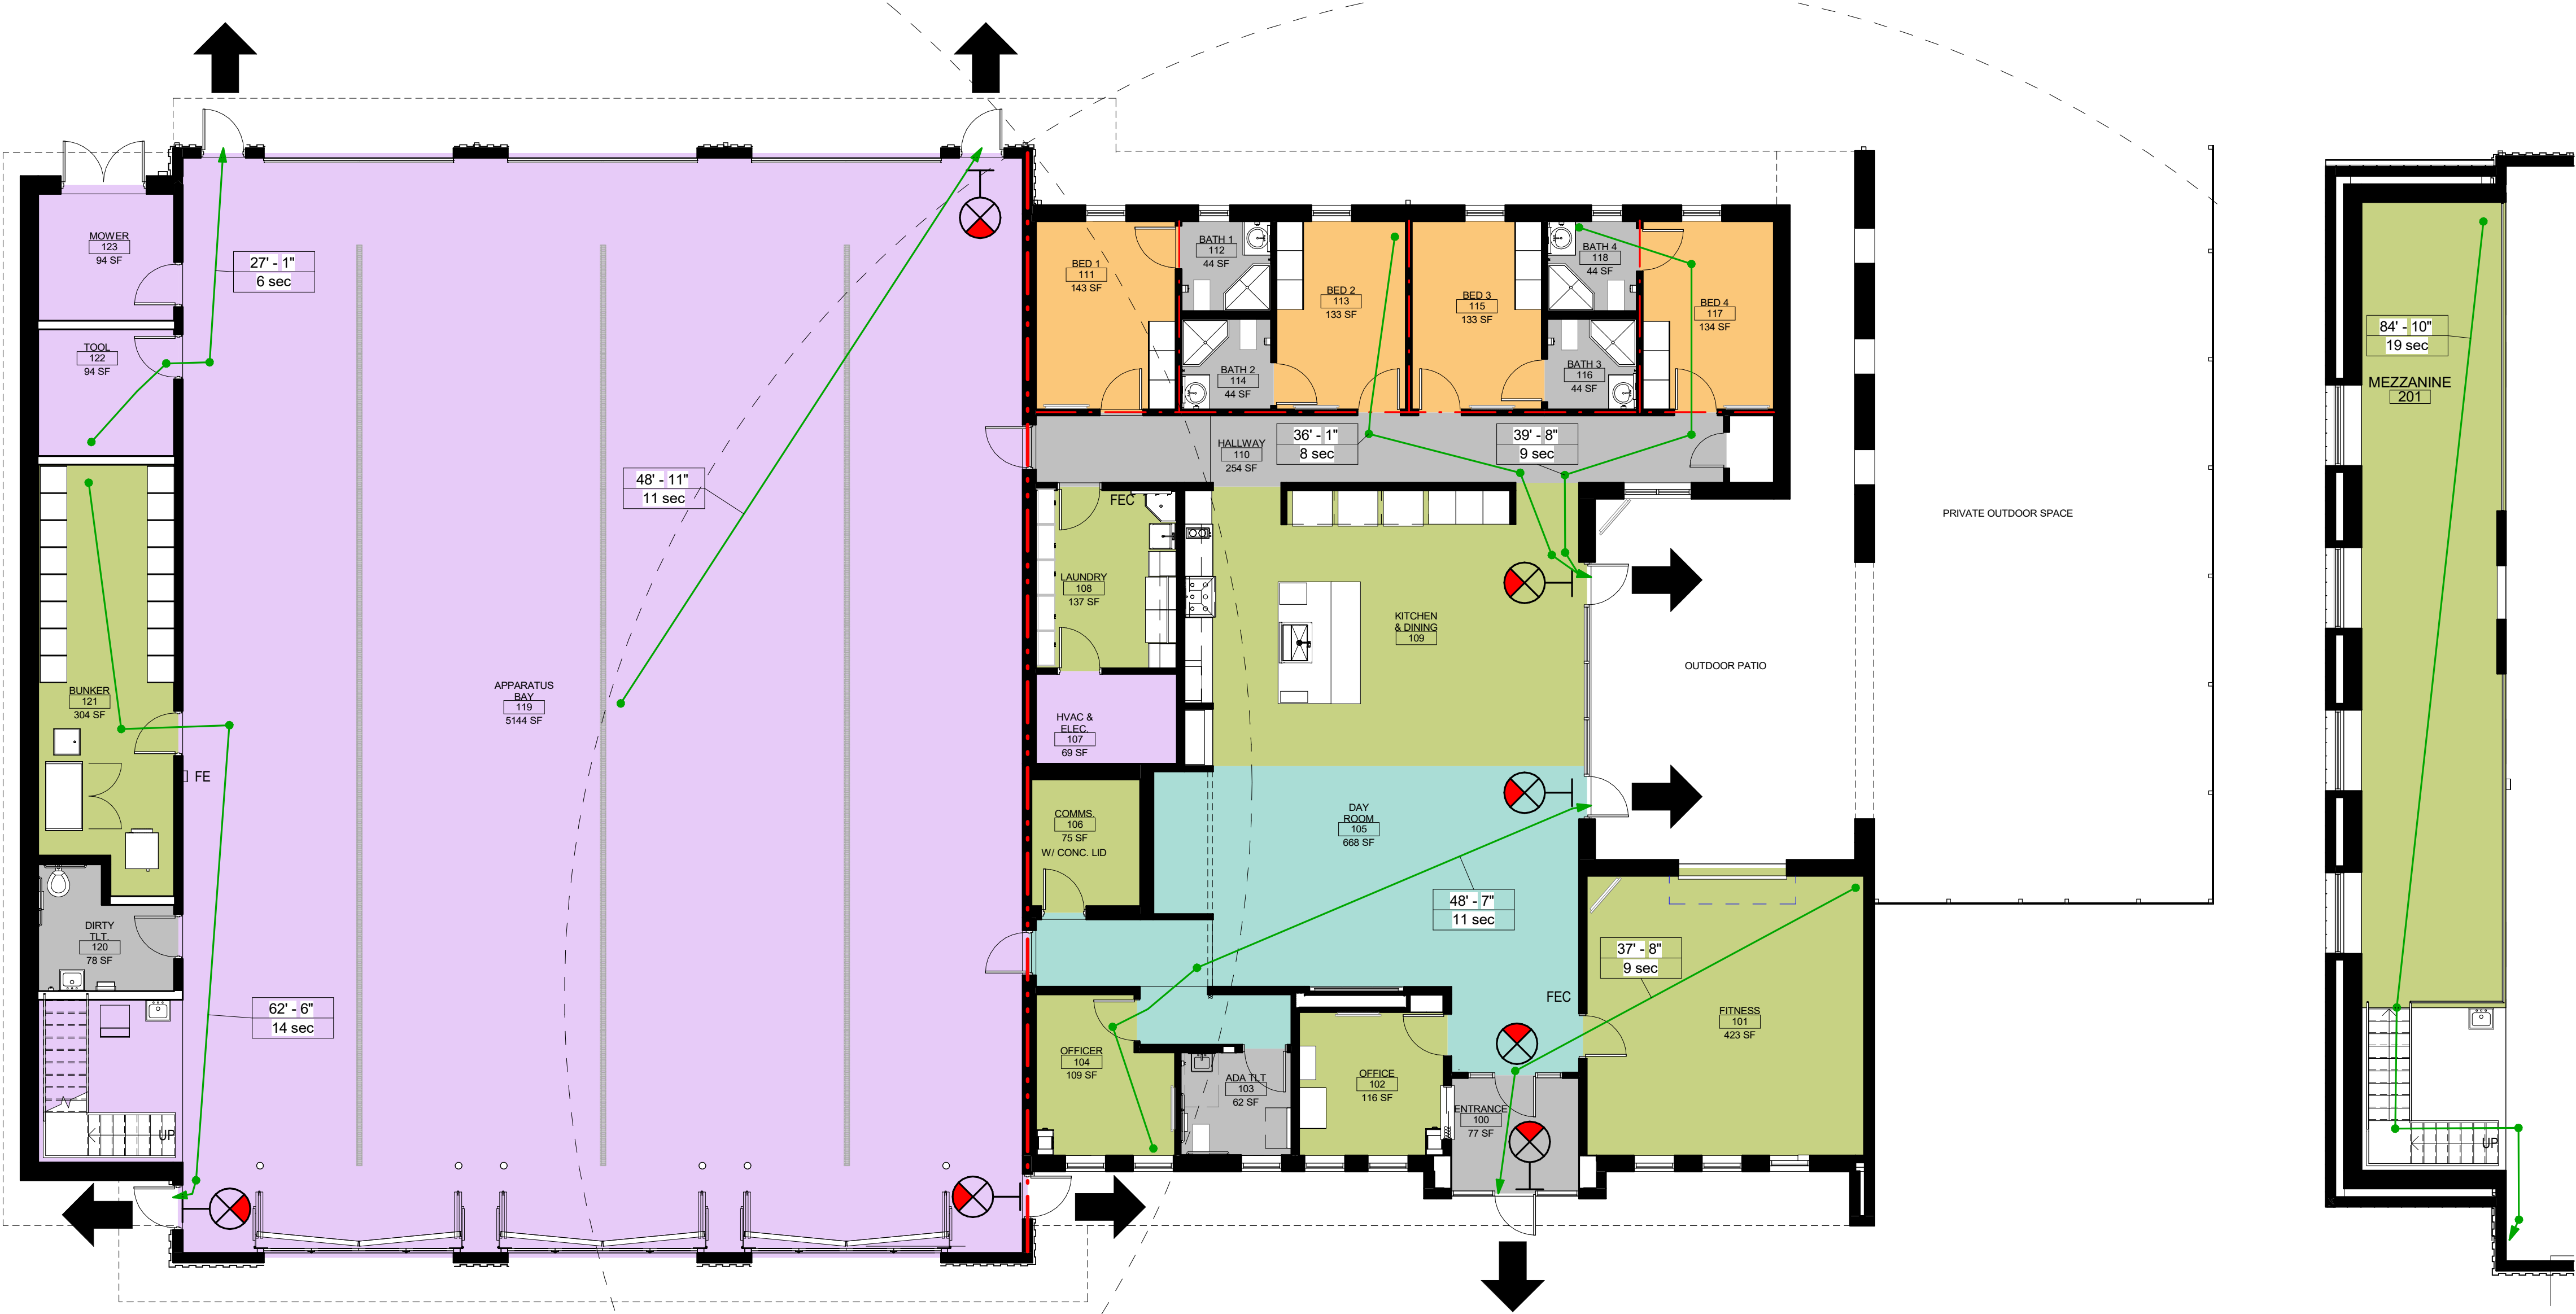 MOWER
123
94 SF
27' - 1"
6 sec
TOOL
122
94 SF
BUNKER
121
304 SF
FE
DIRTY
TLT.
120
78 SF
62' - 6"
14 sec
UP
APPARATUS
BAY
119
5144 SF
48' - 11"
11 sec
BED 1
111
143 SF
BATH 1
112
44 SF
BATH 2
114
44 SF
BED 2
113
133 SF
BED 3
115
133 SF
BATH 4
118
44 SF
BATH 3
116
44 SF
BED 4
117
134 SF
HALLWAY
110
254 SF
36' - 1"
8 sec
39' - 8"
9 sec
FEC
LAUNDRY
108
137 SF
HVAC &
ELEC.
107
69 SF
KITCHEN
& DINING
109
COMMS.
106
75 SF
W/ CONC. LID
DAY
ROOM
105
668 SF
48' - 7"
11 sec
OUTDOOR PATIO
PRIVATE OUTDOOR SPACE
OFFICER
104
109 SF
ADA TLT
103
62 SF
OFFICE
102
116 SF
ENTRANCE
100
77 SF
FEC
37' - 8"
9 sec
FITNESS
101
423 SF
84' - 10"
19 sec
MEZZANINE
201
UP